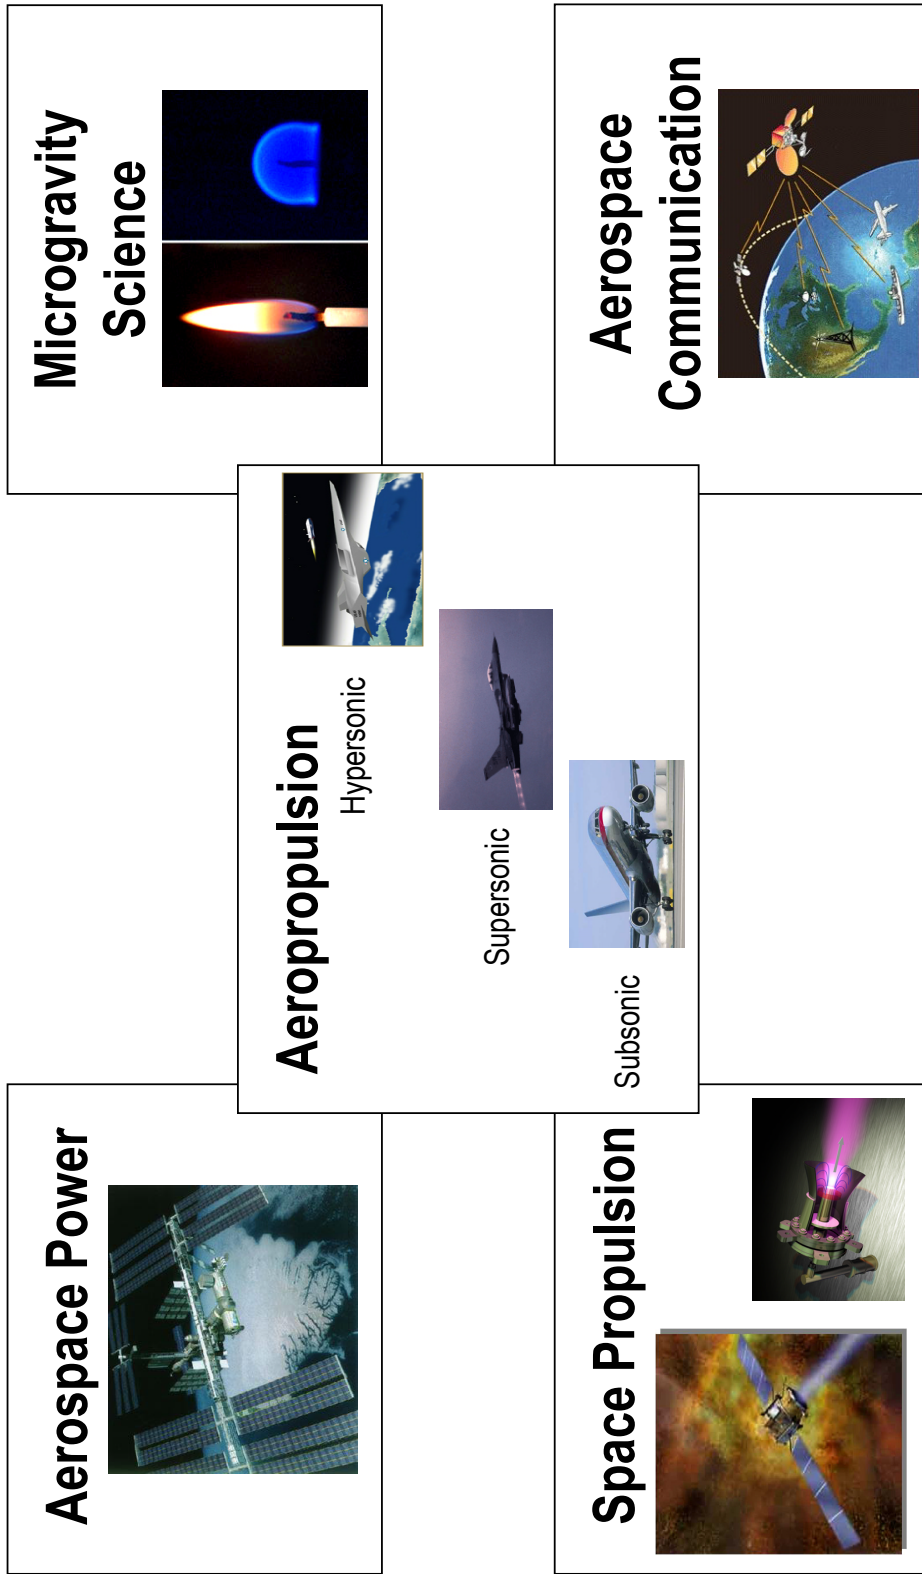 Aerospace Power
Microgravity
Science
Aeropropulsion
Hypersonic
Supersonic
Subsonic
Space Propulsion
Aerospace
Communication